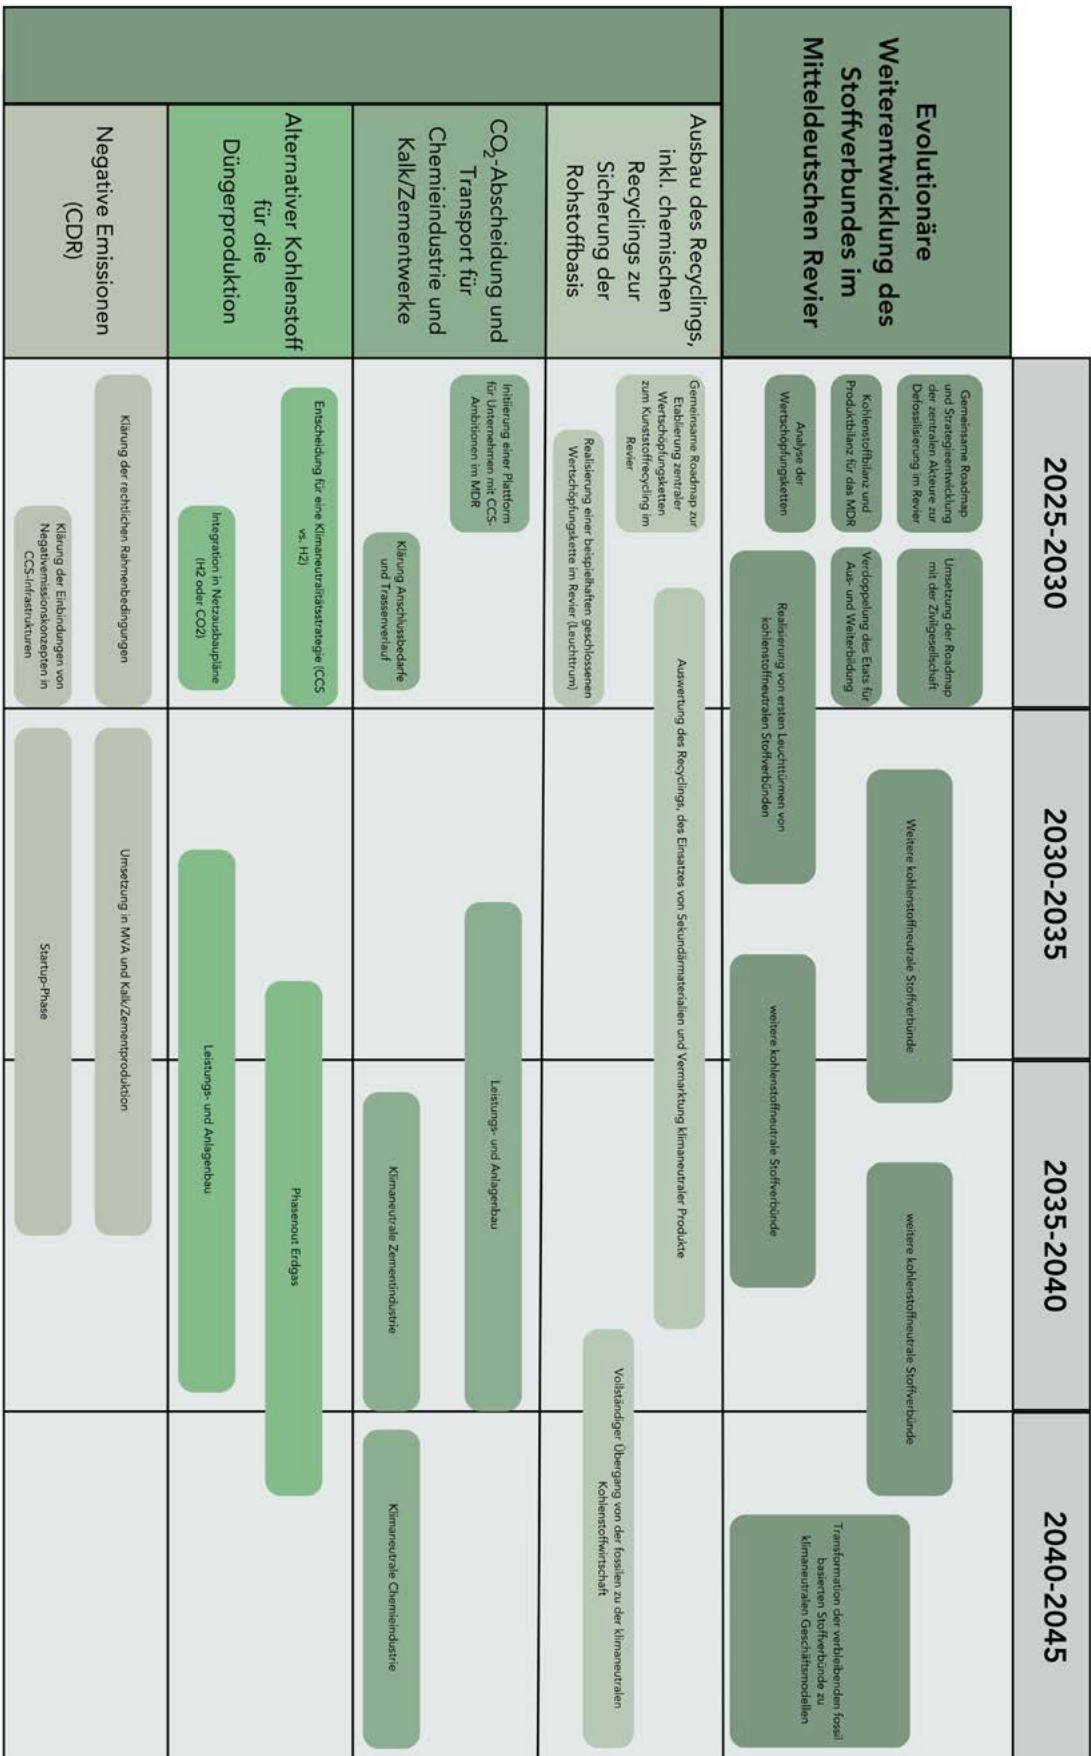 2025-2030
2030-2035
2035-2040
2040-2045
Evolutionäre
Weiterentwicklung des
Stoffverbundes im
Mitteldeutschen Revier
Gemeinsame Roadmap
und Strategieentwicklung
der zentralen Akteure zur
Defossilisierung im Revier
Umsetzung der Roadmap
mit der Zivilgesellschaft
Weitere kohlenstoffneutrale Stoffverbünde
weitere kohlenstoffneutrale Stoffverbünde
Kohlenstoffbilanz und
Produktbilanz für das MDR
Verdoppelung des Etats für
Aus- und Weiterbildung
Transformation der verbleibenden fossil
basierten Stoffverbünde zu
klimaneutralen Geschäftsmodellen
Analyse der
Wertschöpfungsketten
Realisierung von ersten Leuchttürmen von
kohlenstoffneutralen Stoffverbünden
weitere kohlenstoffneutrale Stoffverbünde
Ausbau des Recyclings,
inkl. chemischen
Recyclings zur
Sicherung der
Rohstoffbasis
Gemeinsame Roadmap zur
Etablierung zentraler
Wertschöpfungsketten
zum Kunststoffrecycling im
Revier
Auswertung des Recyclings, des Einsatzes von Sekundärmaterialien und Vermarktung klimaneutraler Produkte
Realisierung einer beispielhaften geschlossenen
Wertschöpfungskette im Revier (Leuchttrum)
Vollständiger Übergang von der fossilen zu der klimaneutralen
Kohlenstoffwirtschaft
CO₂-Abscheidung und
Transport für
Chemieindustrie und
Kalk/Zementwerke
Initiierung einer Plattform
für Unternehmen mit CCS-
Ambitionen im MDR
Leistungs- und Anlagenbau
Klärung Anschlussbedarfe
und Trassenverlauf
Klimaneutrale Zementindustrie
Klimaneutrale Chemieindustrie
Alternativer Kohlenstoff
für die
Düngerproduktion
Entscheidung für eine Klimaneutralitätsstrategie (CCS
vs. H2)
Phasenout Erdgas
Integration in Netzausbaupläne
(H2 oder CO2)
Leistungs- und Anlagenbau
Negative Emissionen
(CDR)
Klärung der rechtlichen Rahmenbedingungen
Umsetzung in MVA und Kalk/Zementproduktion
Klärung der Einbindungen von
Negativemissionskonzepten in
CCS-Infrastrukturen
Startup-Phase